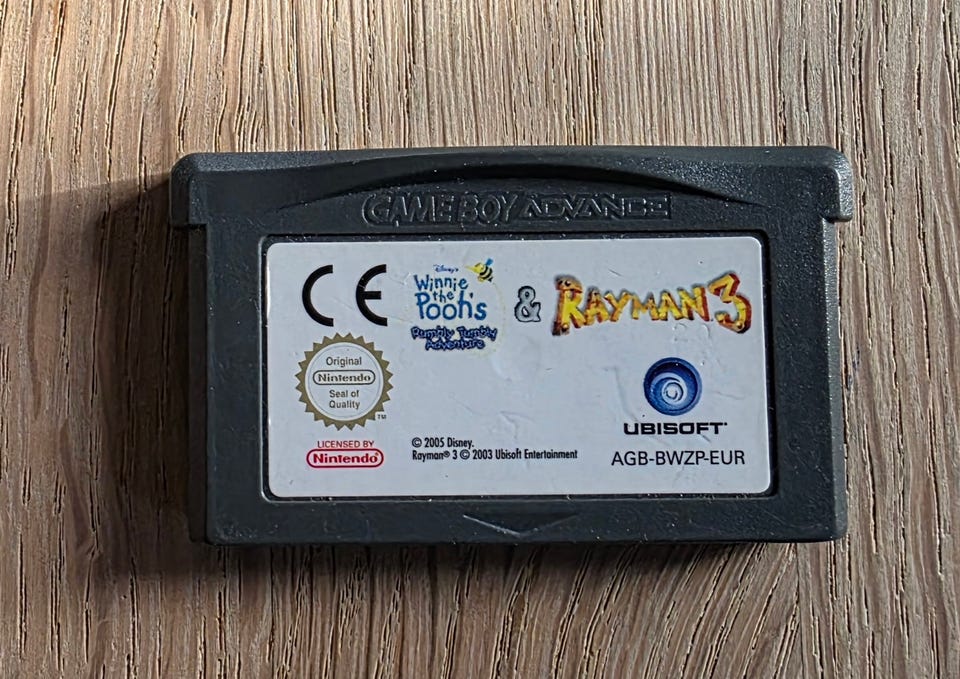 GAME BOY ADVANCE
CE
Disney's
Winnie
the
Pooh's
Rumbly Tumbly
Adventure
&
RAYMAN 3
Original
Nintendo
Seal of
Quality
TM
LICENSED BY
Nintendo®
© 2005 Disney.
Rayman® 3 © 2003 Ubisoft Entertainment
UBISOFT
AGB-BWZP-EUR